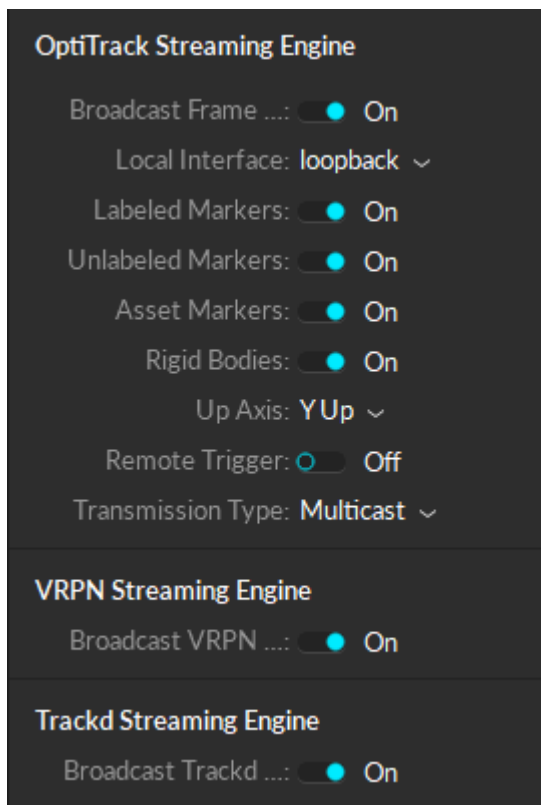 OptiTrack Streaming Engine
Broadcast Frame ...: On
Local Interface: loopback
Labeled Markers: On
Unlabeled Markers: On
Asset Markers: On
Rigid Bodies: On
Up Axis: Y Up
Remote Trigger: Off
Transmission Type: Multicast
VRPN Streaming Engine
Broadcast VRPN ...: On
Trackd Streaming Engine
Broadcast Trackd ...: On